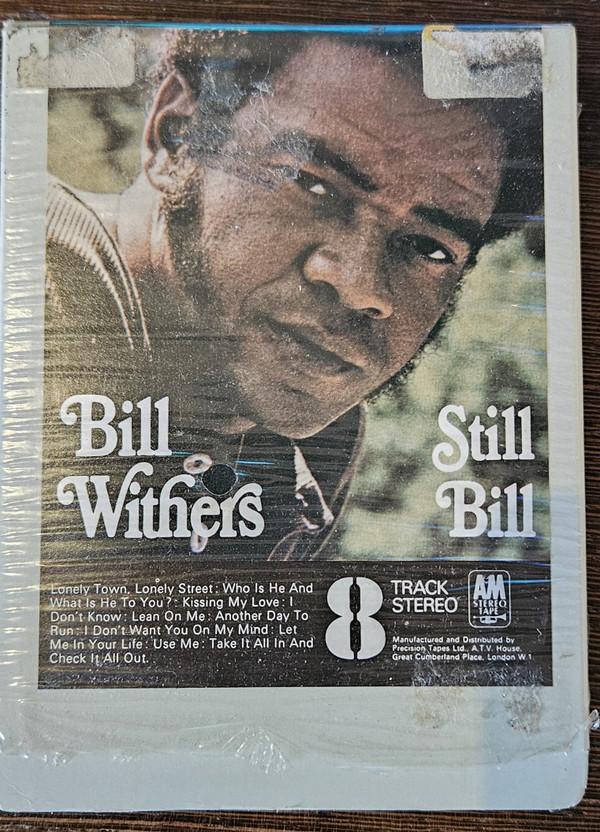 Bill
Withers
Still
Bill
Lonely Town, Lonely Street : Who Is He And
What Is He To You? : Kissing My Love : I
Don't Know : Lean On Me : Another Day To
Run : I Don't Want You On My Mind : Let
Me In Your Life : Use Me : Take It All In And
Check It All Out.
8 TRACK
STEREO
A&M
STEREO
TAPE
Manufactured and Distributed by
Precision Tapes Ltd., A.T.V. House,
Great Cumberland Place, London W.1